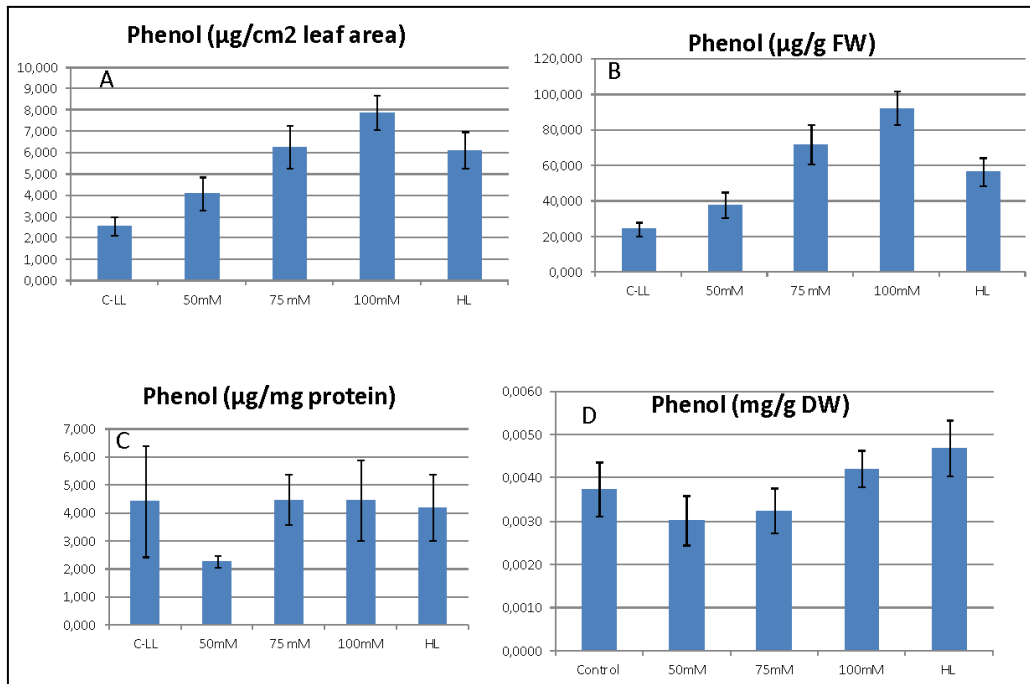 Phenol (µg/cm2 leaf area)
A
10,000
9,000
8,000
7,000
6,000
5,000
4,000
3,000
2,000
1,000
0,000
C-LL 50mM 75 mM 100mM HL
Phenol (µg/g FW)
B
120,000
100,000
80,000
60,000
40,000
20,000
0,000
C-LL 50mM 75 mM 100mM HL
Phenol (µg/mg protein)
C
7,000
6,000
5,000
4,000
3,000
2,000
1,000
0,000
C-LL 50mM 75 mM 100mM HL
Phenol (mg/g DW)
D
0,0060
0,0050
0,0040
0,0030
0,0020
0,0010
0,0000
Control 50mM 75mM 100mM HL